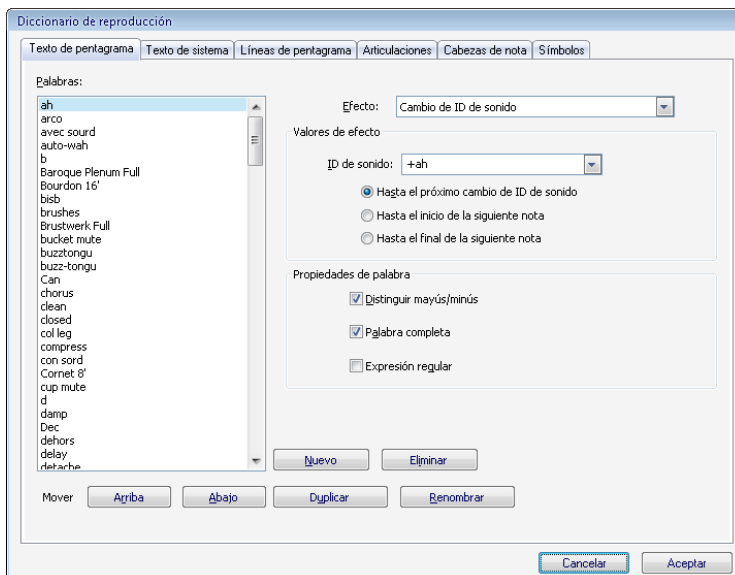 Diccionario de reproducción
Texto de pentagrama Texto de sistema Líneas de pentagrama Articulaciones Cabezas de nota Símbolos
Palabras:
ah
arco
avec sourd
auto-wah
b
Baroque Plenum Full
Bourdon 16'
bisb
brushes
Brustwerk Full
bucket mute
buzztongu
buzz-tongu
Can
chorus
clean
closed
col leg
compress
con sord
Cornet 8'
cup mute
d
damp
Dec
dehors
delay
detache
Efecto: Cambio de ID de sonido
Valores de efecto
ID de sonido: +ah
Hasta el próximo cambio de ID de sonido
Hasta el inicio de la siguiente nota
Hasta el final de la siguiente nota
Propiedades de palabra
Distinguir mayús/minús
Palabra completa
Expresión regular
Nuevo Eliminar
Mover Arriba Abajo Duplicar Renombrar
Cancelar Aceptar